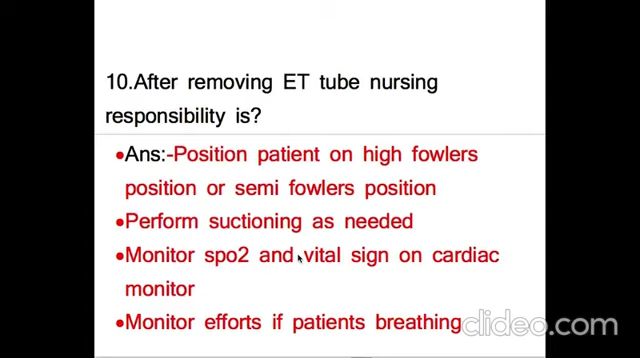 10.After removing ET tube nursing
responsibility is?
•Ans:-Position patient on high fowlers
position or semi fowlers position
•Perform suctioning as needed
•Monitor spo2 and vital sign on cardiac
monitor
•Monitor efforts if patients breathing
clideo.com